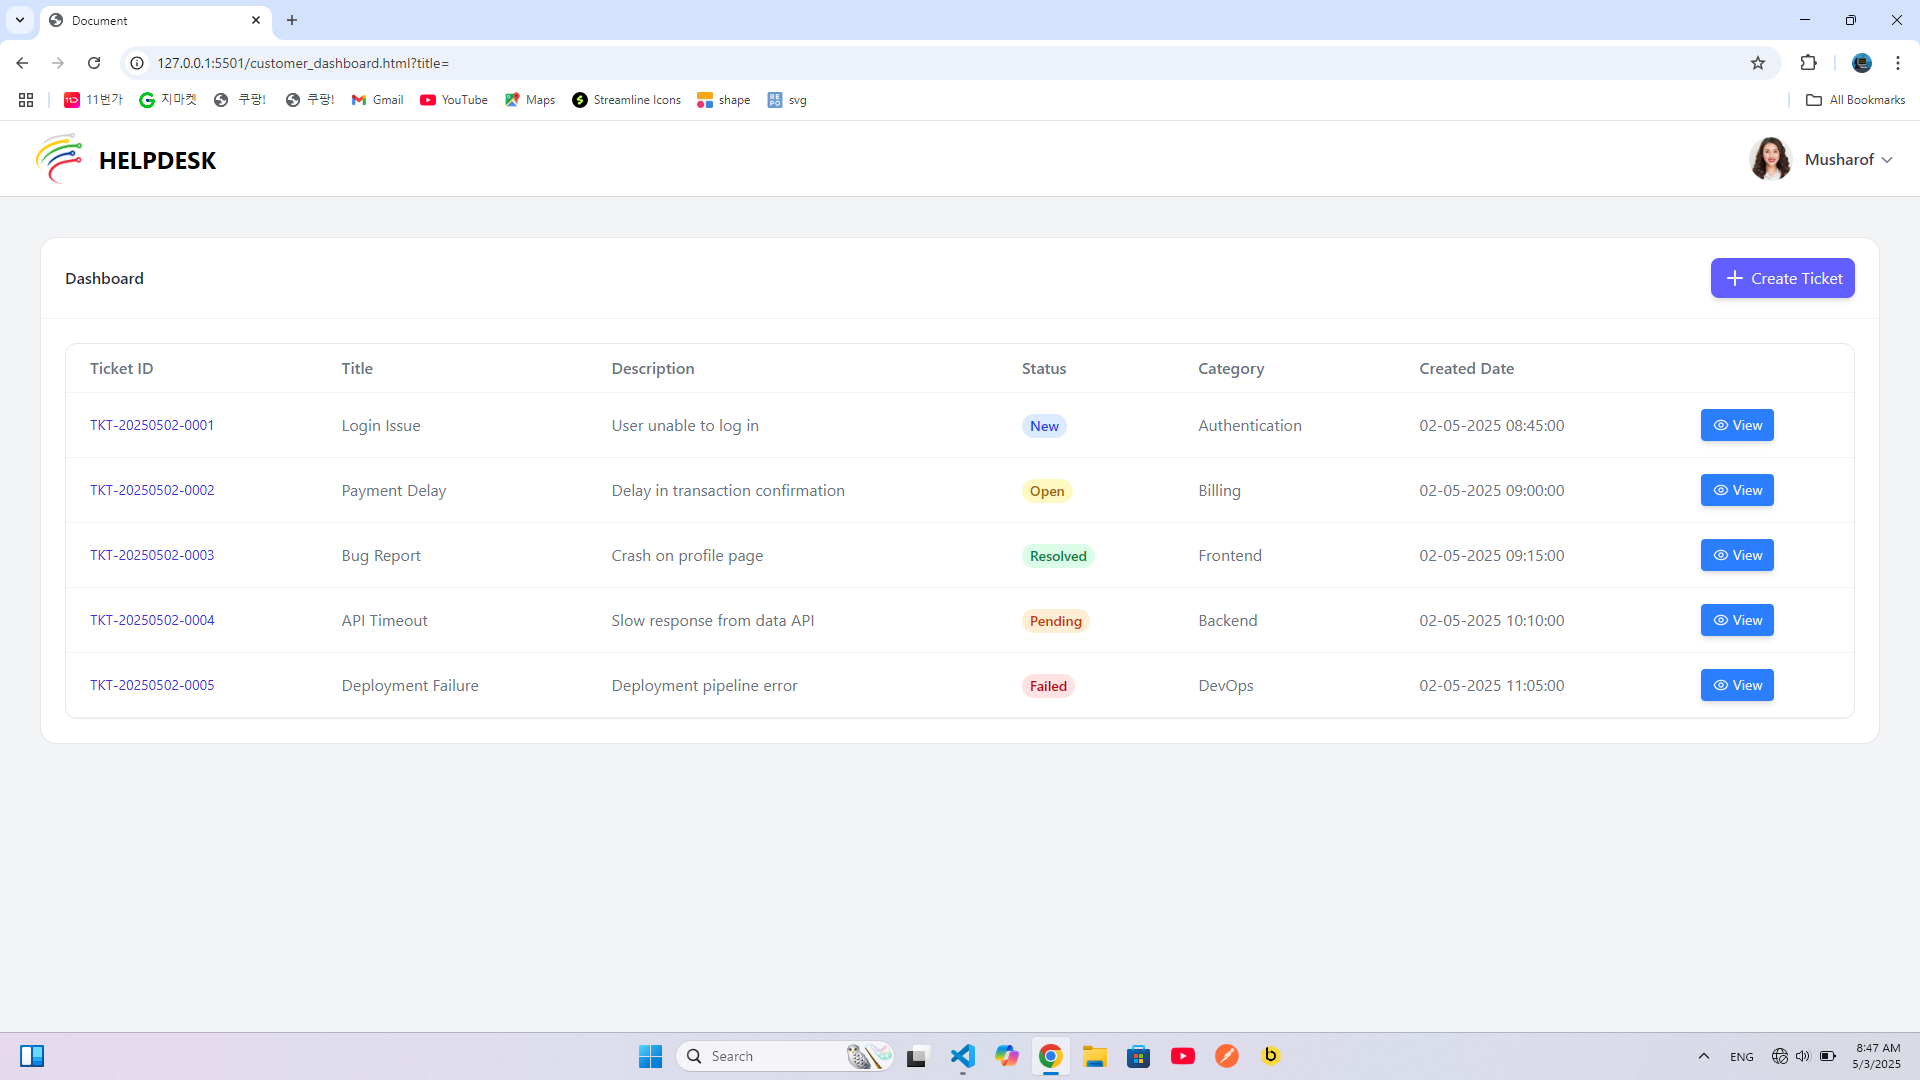 Document
127.0.0.1:5501/customer_dashboard.html?title=
11번가
지마켓
쿠팡!
쿠팡!
Gmail
YouTube
Maps
Streamline Icons
shape
svg
All Bookmarks
HELPDESK
Musharof
Dashboard
Create Ticket
Ticket ID Title Description Status Category Created Date
TKT-20250502-0001 Login Issue User unable to log in New Authentication 02-05-2025 08:45:00 View
TKT-20250502-0002 Payment Delay Delay in transaction confirmation Open Billing 02-05-2025 09:00:00 View
TKT-20250502-0003 Bug Report Crash on profile page Resolved Frontend 02-05-2025 09:15:00 View
TKT-20250502-0004 API Timeout Slow response from data API Pending Backend 02-05-2025 10:10:00 View
TKT-20250502-0005 Deployment Failure Deployment pipeline error Failed DevOps 02-05-2025 11:05:00 View
Search
ENG
8:47 AM
5/3/2025